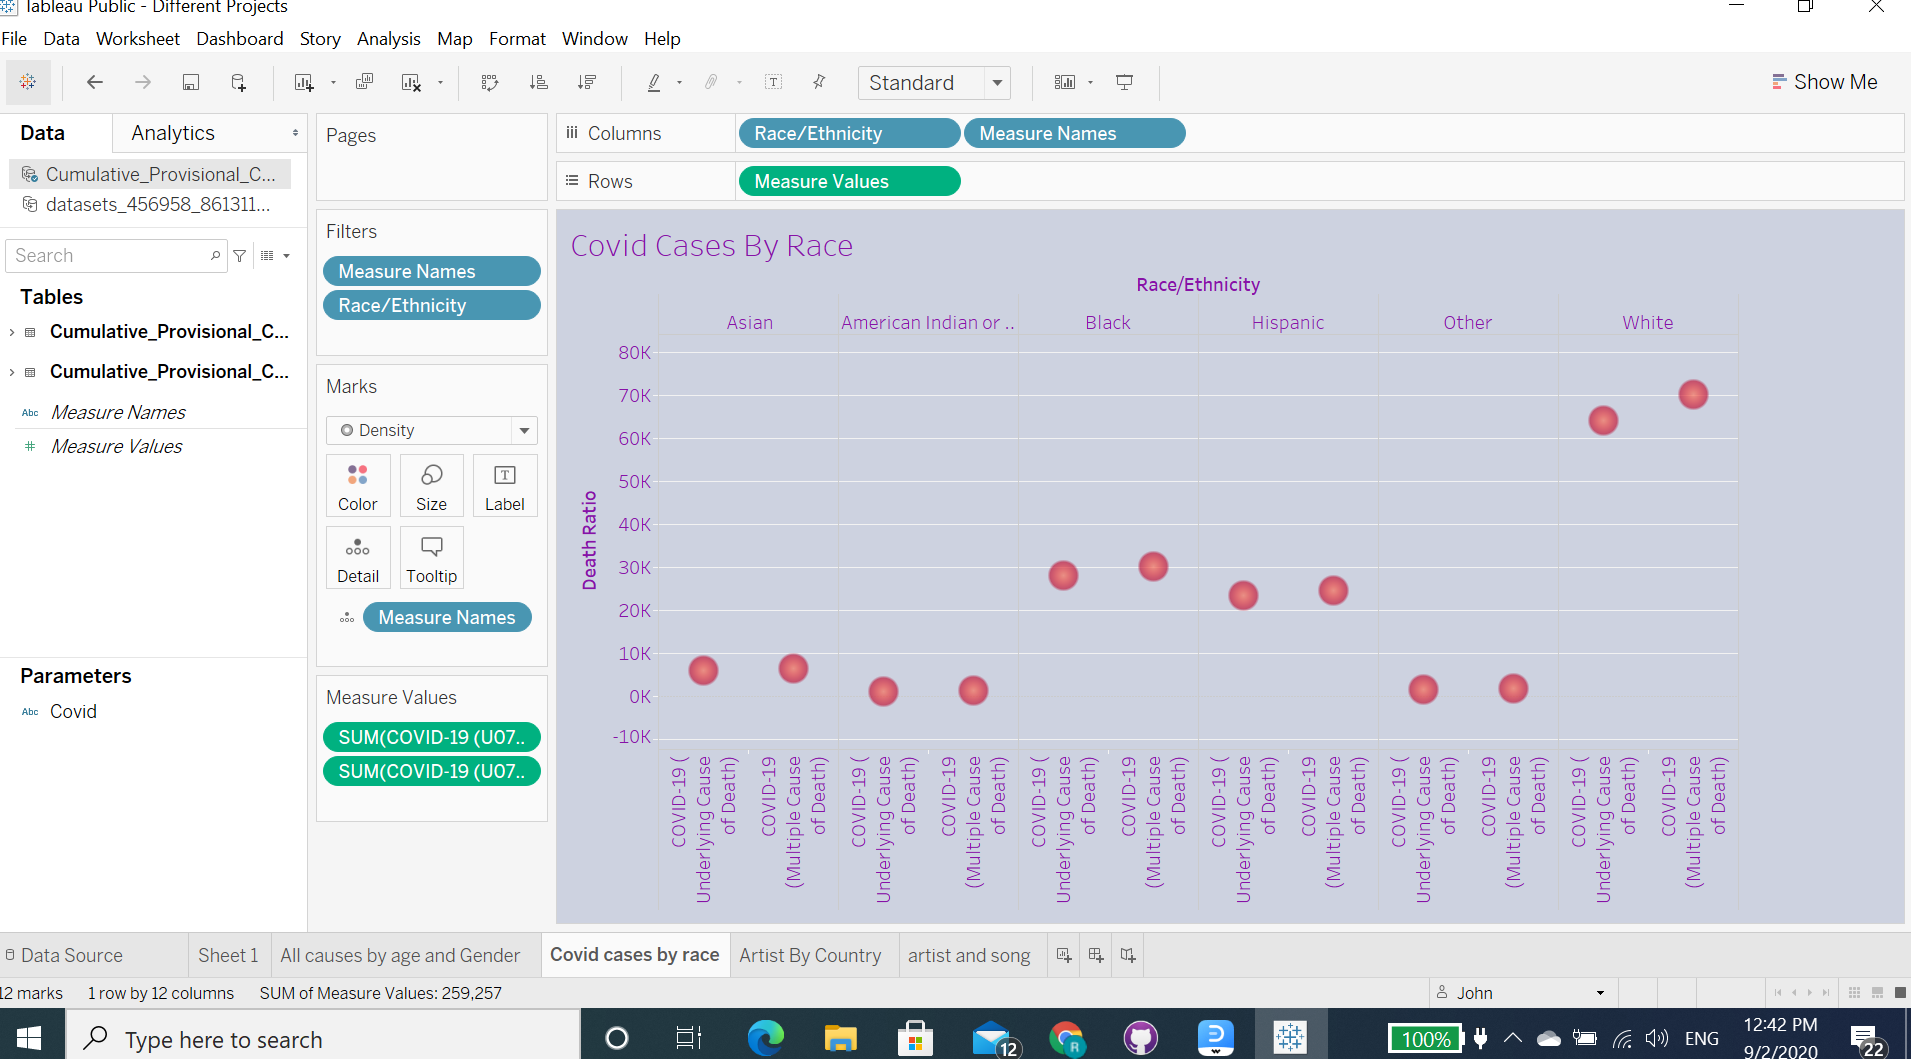 Tableau Public - Different Projects
File Data Worksheet Dashboard Story Analysis Map Format Window Help
Standard
Show Me
Data Analytics
Cumulative_Provisional_C...
datasets_456958_861311...
Search
Tables
Cumulative_Provisional_C...
Cumulative_Provisional_C...
Abc Measure Names
# Measure Values
Parameters
Abc Covid
Pages
Filters
Measure Names
Race/Ethnicity
Marks
Density
Color Size Label
Detail Tooltip
Measure Names
Measure Values
SUM(COVID-19 (U07..
SUM(COVID-19 (U07..
Columns Race/Ethnicity Measure Names
Rows Measure Values
Covid Cases By Race
Race/Ethnicity
Asian American Indian or .. Black Hispanic Other White
Death Ratio
80K
70K
60K
50K
40K
30K
20K
10K
0K
-10K
COVID-19 (
Underlying Cause
of Death)
COVID-19
(Multiple Cause
of Death)
COVID-19 (
Underlying Cause
of Death)
COVID-19
(Multiple Cause
of Death)
COVID-19 (
Underlying Cause
of Death)
COVID-19
(Multiple Cause
of Death)
COVID-19 (
Underlying Cause
of Death)
COVID-19
(Multiple Cause
of Death)
COVID-19 (
Underlying Cause
of Death)
COVID-19
(Multiple Cause
of Death)
COVID-19 (
Underlying Cause
of Death)
COVID-19
(Multiple Cause
of Death)
Data Source Sheet 1 All causes by age and Gender Covid cases by race Artist By Country artist and song
12 marks 1 row by 12 columns SUM of Measure Values: 259,257 John
Type here to search
12
R
100%
ENG
12:42 PM
9/2/2020
22